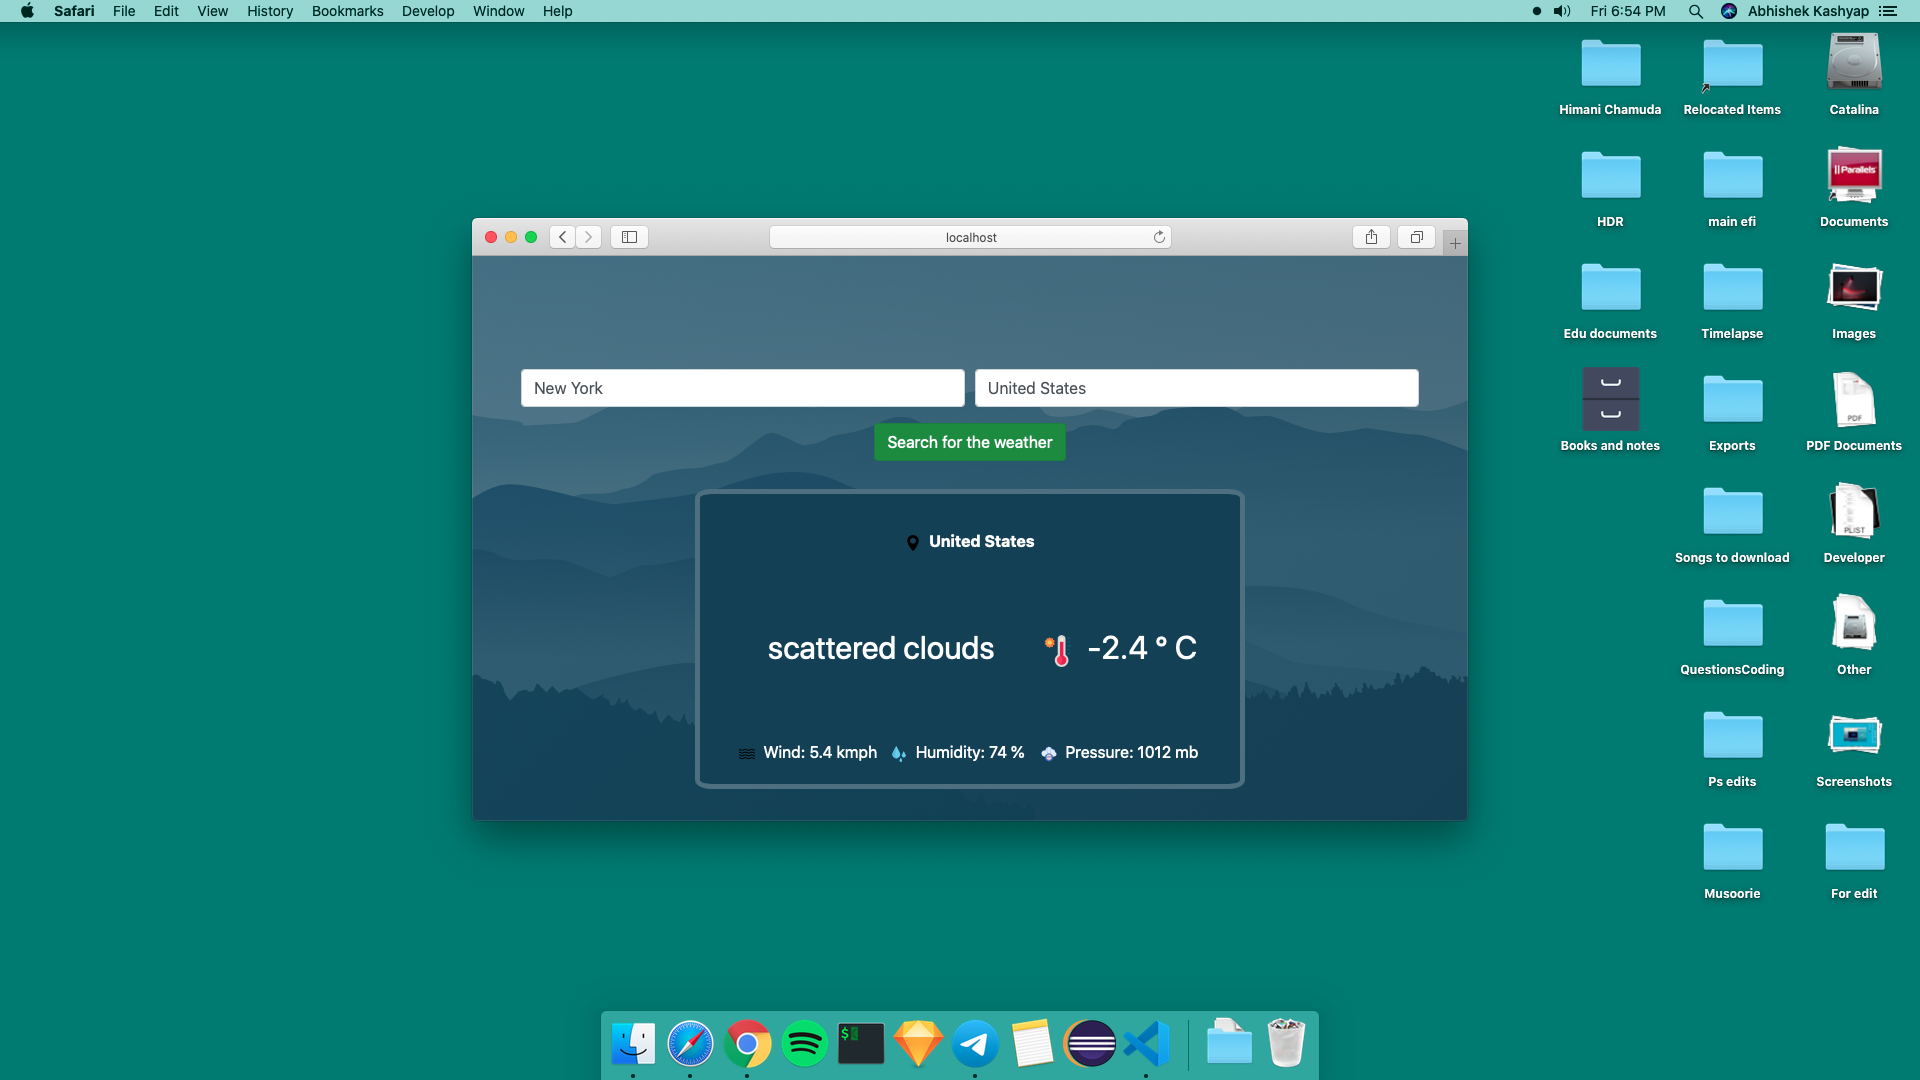 Safari File Edit View History Bookmarks Develop Window Help
Fri 6:54 PM Abhishek Kashyap
Himani Chamuda Relocated Items Catalina
|| Parallels
HDR main efi Documents
localhost
Edu documents Timelapse Images
New York United States
PDF
Books and notes Exports PDF Documents
Search for the weather
PLIST
United States
Songs to download Developer
scattered clouds -2.4 ° C
QuestionsCoding Other
Wind: 5.4 kmph Humidity: 74 % Pressure: 1012 mb
Ps edits Screenshots
Musoorie For edit
$